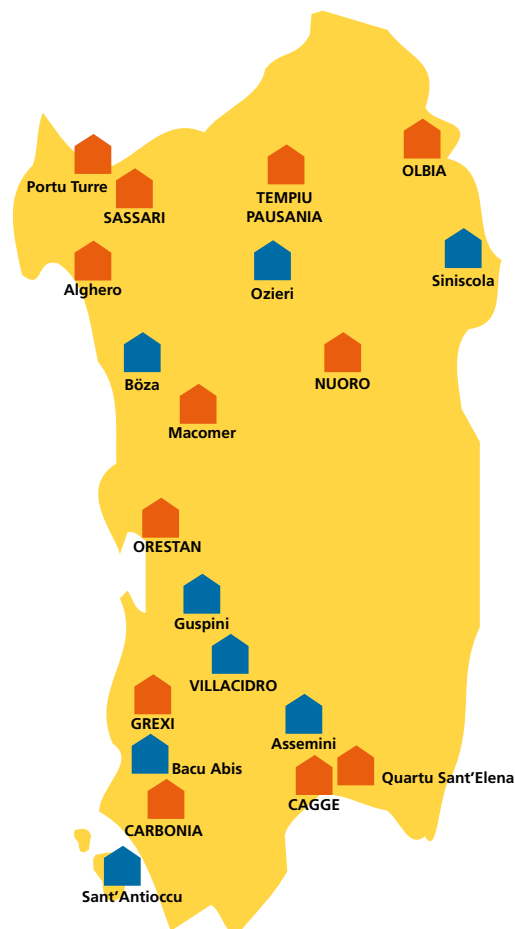 OLBIA
Portu Turre
SASSARI
TEMPIU
PAUSANIA
Siniscola
Alghero
Ozieri
Böza
NUORO
Macomer
ORESTAN
Guspini
VILLACIDRO
GREXI
Assemini
Bacu Abis
Quartu Sant'Elena
CAGGE
CARBONIA
Sant'Antioccu